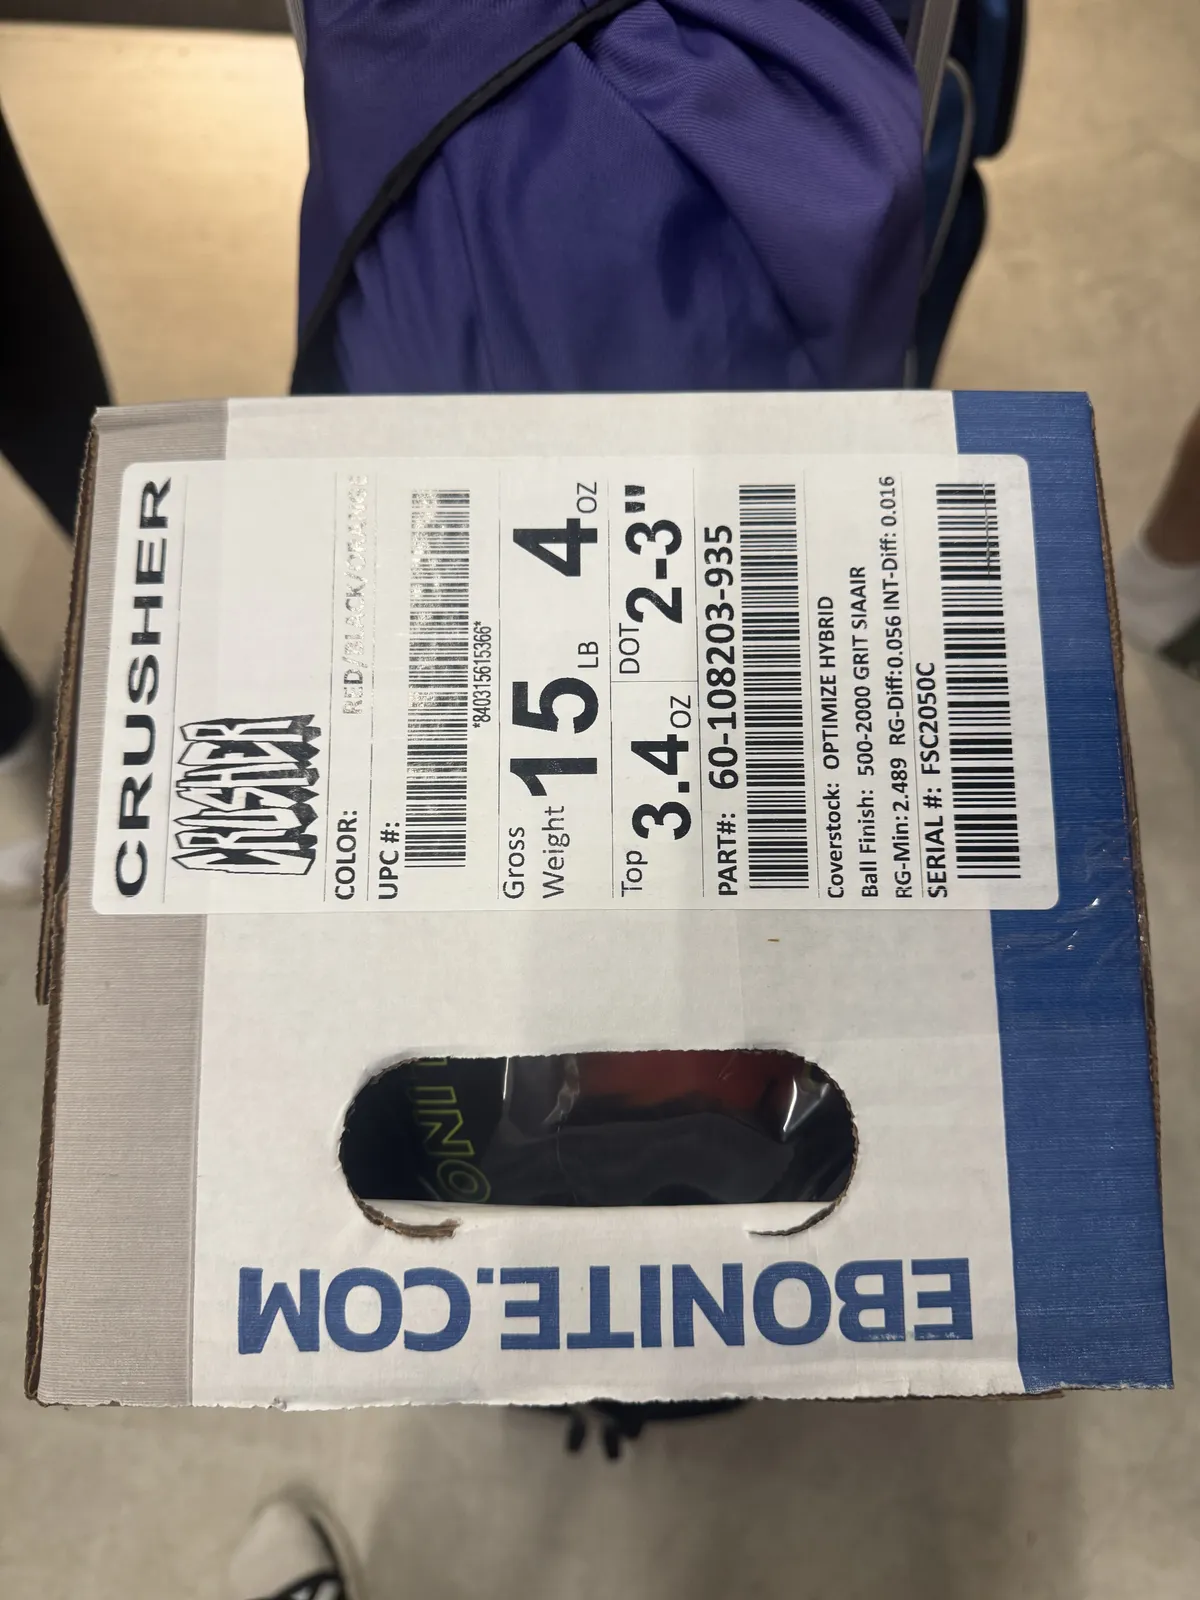 CRUSHER
CRUSHER
COLOR: RED/BLACK/ORANGE
UPC #:
*840315615366*
Gross Weight 15 LB 4 OZ
Top 3.4 OZ DOT 2-3"
PART#: 60-108203-935
Coverstock: OPTIMIZE HYBRID
Ball Finish: 500-2000 GRIT SIAAIR
RG-Min: 2.489 RG-Diff:0.056 INT-Diff: 0.016
SERIAL #: FSC2050C
EBONITE.COM